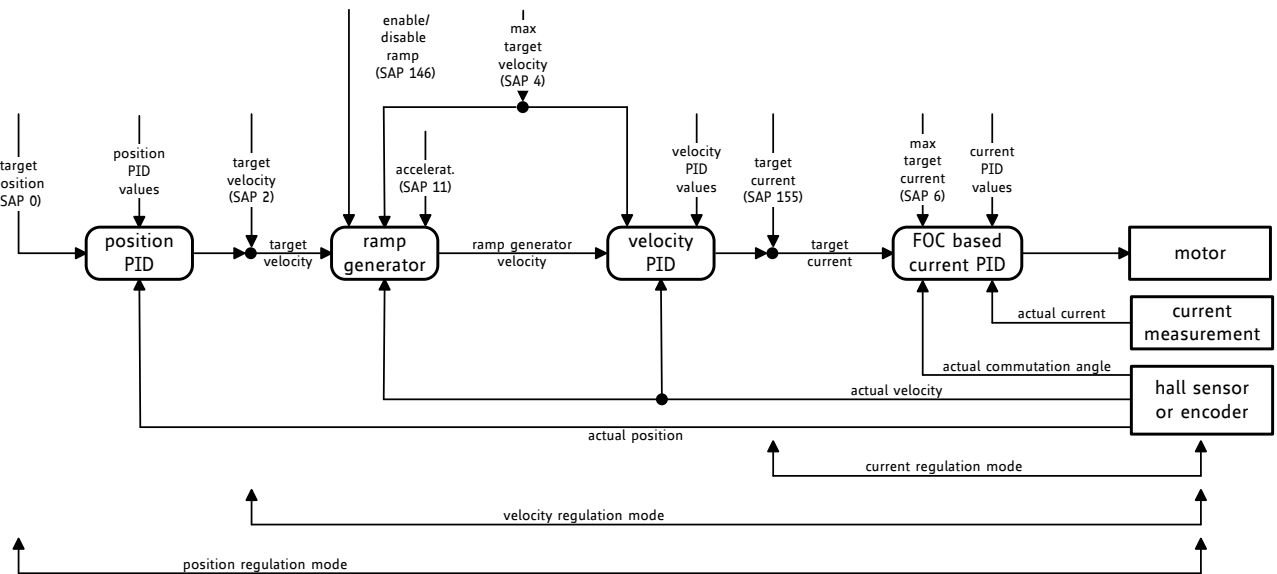 enable/
disable
ramp
(SAP 146)
max
target
velocity
(SAP 4)
target
osition
SAP 0)
position
PID
values
target
velocity
(SAP 2)
accelerat.
(SAP 11)
velocity
PID
values
target
current
(SAP 155)
max
target
current
(SAP 6)
current
PID
values
position
PID
target
velocity
ramp
generator
ramp generator
velocity
velocity
PID
target
current
FOC based
current PID
motor
actual current
current
measurement
actual commutation angle
actual velocity
hall sensor
or encoder
actual position
current regulation mode
velocity regulation mode
position regulation mode